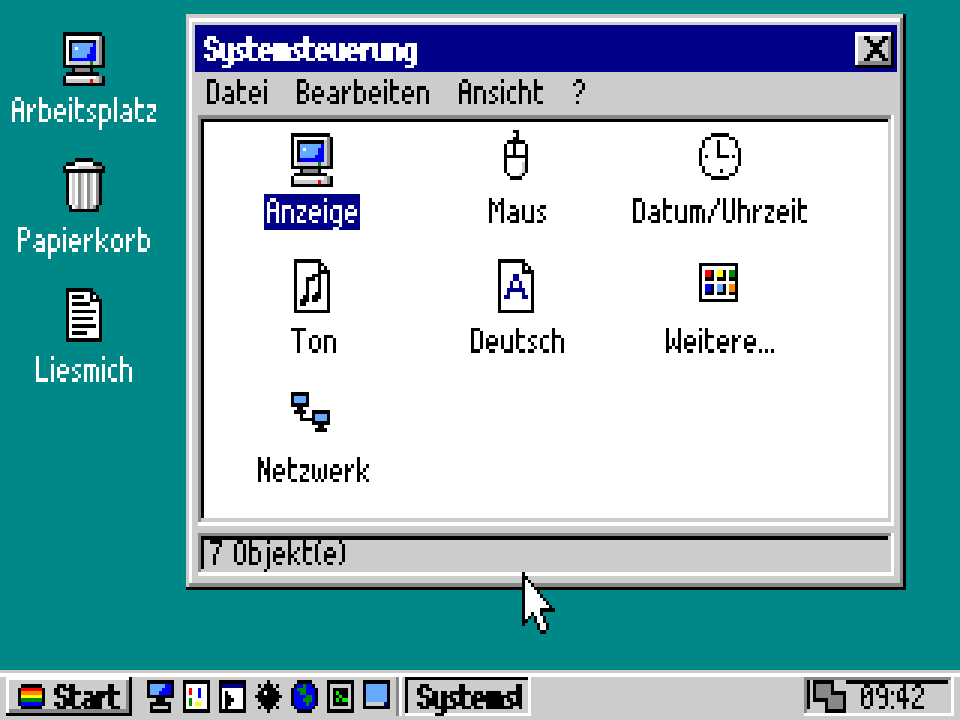 Systemsteuerung
Datei Bearbeiten Ansicht ?
Arbeitsplatz
Papierkorb
Liesmich
Anzeige Maus Datum/Uhrzeit
Ton Deutsch Weitere...
Netzwerk
7 Objekt(e)
Start Systemsl 09:42